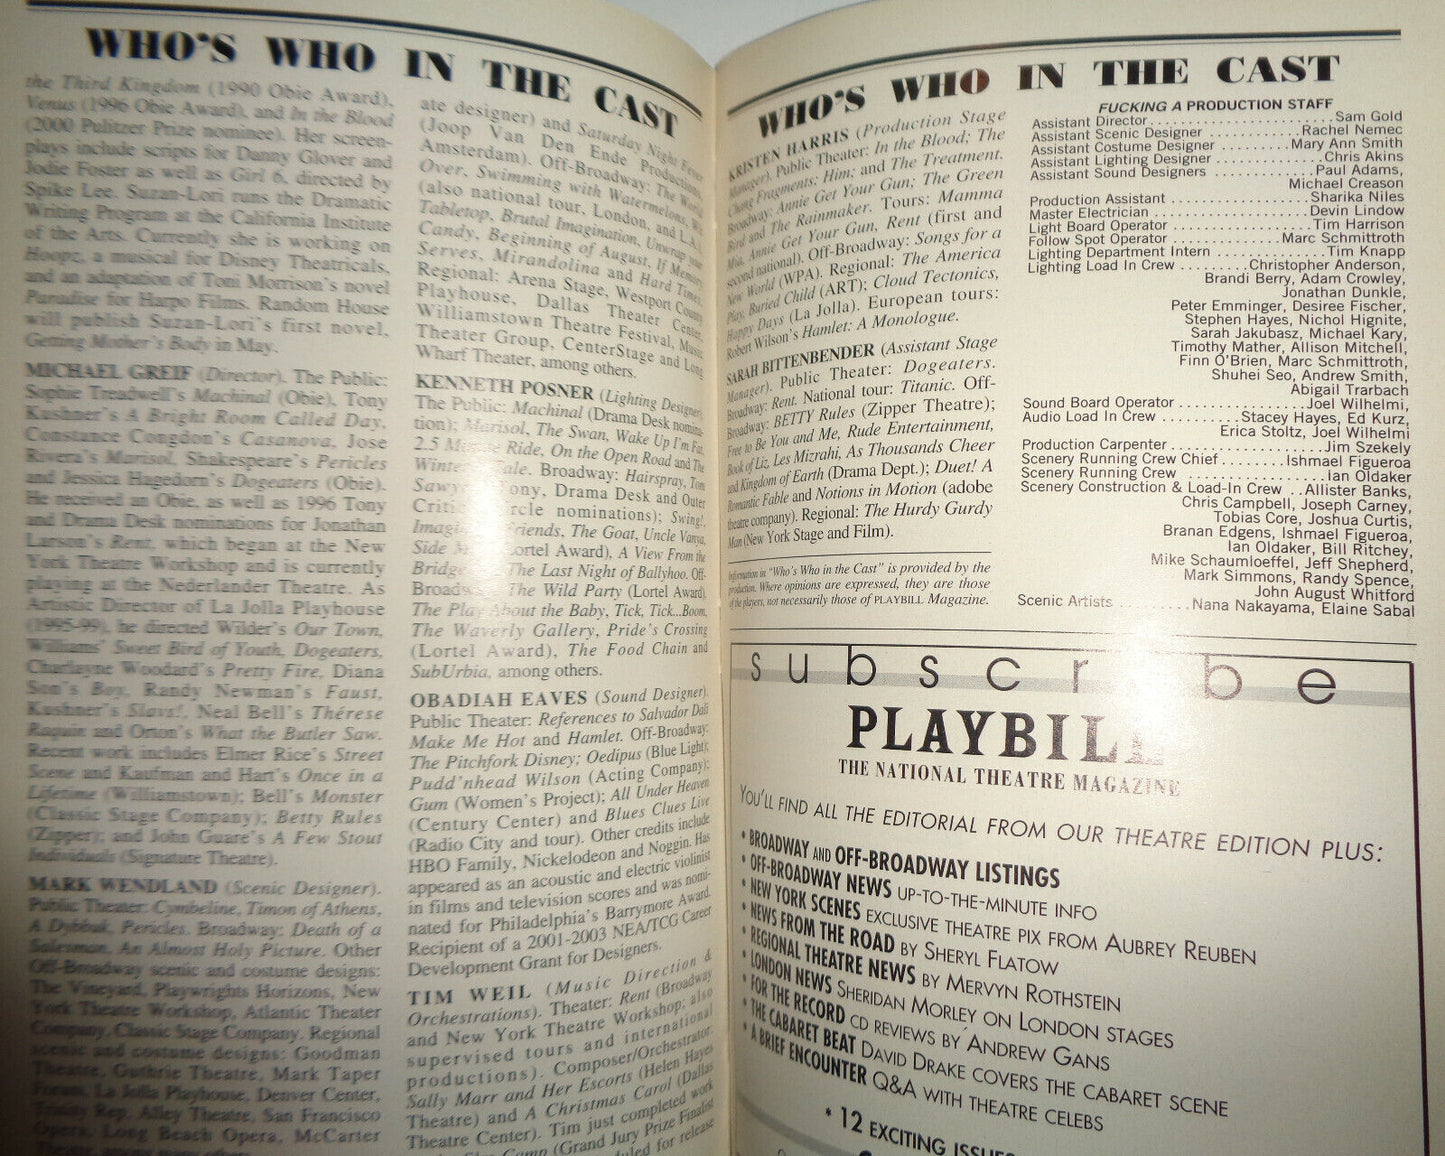 WHO'S WHO IN THE CAST
the Third Kingdom (1990 Obie Award),
Venus (1996 Obie Award), and In the Blood
(2000 Pulitzer Prize nominee). Her screen-
plays include scripts for Danny Glover and
Jodie Foster as well as Girl 6, directed by
Spike Lee. Suzan-Lori runs the Dramatic
Writing Program at the California Institute
of the Arts. Currently she is working on
Hoopz, a musical for Disney Theatricals,
and an adaptation of Toni Morrison's novel
Paradise for Harpo Films. Random House
will publish Suzan-Lori's first novel,
Getting Mother's Body in May.
MICHAEL GREIF (Director). The Public:
Sophie Treadwell's Machinal (Obie), Tony
Kushner's A Bright Room Called Day,
Constance Congdon's Casanova, Jose
Rivera's Marisol, Shakespeare's Pericles
and Jessica Hagedorn's Dogeaters (Obie).
He received an Obie, as well as 1996 Tony
and Drama Desk nominations for Jonathan
Larson's Rent, which began at the New
York Theatre Workshop and is currently
playing at the Nederlander Theatre. As
Artistic Director of La Jolla Playhouse
(1995-99), he directed Wilder's Our Town,
Williams' Sweet Bird of Youth, Dogeaters,
Charlayne Woodard's Pretty Fire, Diana
Son's Boy, Randy Newman's Faust,
Kushner's Slavs!, Neal Bell's Thérese
Raquin and Orton's What the Butler Saw.
Recent work includes Elmer Rice's Street
Scene and Kaufman and Hart's Once in a
Lifetime (Williamstown); Bell's Monster
(Classic Stage Company); Betty Rules
(Zipper); and John Guare's A Few Stout
Individuals (Signature Theatre).
MARK WENDLAND (Scenic Designer).
Public Theater: Cymbeline, Timon of Athens,
A Dybbuk, Pericles. Broadway: Death of a
Salesman, An Almost Holy Picture. Other
Off-Broadway scenic and costume designs:
The Vineyard, Playwrights Horizons, New
York Theatre Workshop, Atlantic Theater
Company, Classic Stage Company. Regional
scenic and costume designs: Goodman
Theatre, Guthrie Theatre, Mark Taper
Forum, La Jolla Playhouse, Denver Center,
Trinity Rep, Alley Theatre, San Francisco
Opera, Long Beach Opera, McCarter
Theatre, among many others.
ate designer) and Saturday Night Fever
(Joop Van Den Ende Productions,
Amsterdam). Off-Broadway: The World
Over, Swimming with Watermelons, Wit
(also national tour, London, and L.A.),
Tabletop, Brutal Imagination, Unwrap your
Candy, Beginning of August, If Memory
Serves, Mirandolina and Hard Times.
Regional: Arena Stage, Westport County
Playhouse, Dallas Theater Center,
Williamstown Theatre Festival, Music
Theater Group, CenterStage and Long
Wharf Theater, among others.
KENNETH POSNER (Lighting Designer).
The Public: Machinal (Drama Desk nomina-
tion); Marisol, The Swan, Wake Up I'm Fat,
2.5 Minute Ride, On the Open Road and The
Winter's Tale. Broadway: Hairspray, Tom
Sawyer (Tony, Drama Desk and Outer
Critics Circle nominations); Swing!,
Imaginary Friends, The Goat, Uncle Vanya,
Side Man (Lortel Award), A View From the
Bridge, The Last Night of Ballyhoo. Off-
Broadway: The Wild Party (Lortel Award),
The Play About the Baby, Tick, Tick...Boom,
The Waverly Gallery, Pride's Crossing
(Lortel Award), The Food Chain and
SubUrbia, among others.
OBADIAH EAVES (Sound Designer).
Public Theater: References to Salvador Dali
Make Me Hot and Hamlet. Off-Broadway:
The Pitchfork Disney; Oedipus (Blue Light);
Pudd'nhead Wilson (Acting Company);
Gum (Women's Project); All Under Heaven
(Century Center) and Blues Clues Live
(Radio City and tour). Other credits include
HBO Family, Nickelodeon and Noggin. Has
appeared as an acoustic and electric violinist
in films and television scores and was nomi-
nated for Philadelphia's Barrymore Award.
Recipient of a 2001-2003 NEA/TCG Career
Development Grant for Designers.
TIM WEIL (Music Direction &
Orchestrations). Theater: Rent (Broadway
and New York Theatre Workshop; also
supervised tours and international
productions). Composer/Orchestrator:
Sally Marr and Her Escorts (Helen Hayes
Theatre) and A Christmas Carol (Dallas
Theatre Center). Tim just completed work
Camp (Grand Jury Prize Finalist
for release
WHO'S WHO IN THE CAST
KRISTEN HARRIS (Production Stage
Manager). Public Theater: In the Blood; The
Chang Fragments; Him; and The Treatment.
Broadway: Annie Get Your Gun; The Green
Bird and The Rainmaker. Tours: Mamma
Mia, Annie Get Your Gun, Rent (first and
second national). Off-Broadway: Songs for a
New World (WPA). Regional: The America
Play, Buried Child (ART); Cloud Tectonics,
Happy Days (La Jolla). European tours:
Robert Wilson's Hamlet: A Monologue.
SARAH BITTENBENDER (Assistant Stage
Manager). Public Theater: Dogeaters.
Broadway: Rent. National tour: Titanic. Off-
Broadway: BETTY Rules (Zipper Theatre);
Free to Be You and Me, Rude Entertainment,
Book of Liz, Les Mizrahi, As Thousands Cheer
and Kingdom of Earth (Drama Dept.); Duet! A
Romantic Fable and Notions in Motion (adobe
theatre company). Regional: The Hurdy Gurdy
Man (New York Stage and Film).
Information in "Who's Who in the Cast" is provided by the
production. Where opinions are expressed, they are those
of the players, not necessarily those of PLAYBILL Magazine.
FUCKING A PRODUCTION STAFF
Assistant Director.......................Sam Gold
Assistant Scenic Designer ............Rachel Nemec
Assistant Costume Designer ..........Mary Ann Smith
Assistant Lighting Designer ...............Chris Akins
Assistant Sound Designers ............Paul Adams,
Michael Creason
Production Assistant ...................Sharika Niles
Master Electrician ....................Devin Lindow
Light Board Operator ..................Tim Harrison
Follow Spot Operator ..............Marc Schmittroth
Lighting Department Intern ..............Tim Knapp
Lighting Load In Crew .........Christopher Anderson,
Brandi Berry, Adam Crowley,
Jonathan Dunkle,
Peter Emminger, Desiree Fischer,
Stephen Hayes, Nichol Hignite,
Sarah Jakubasz, Michael Kary,
Timothy Mather, Allison Mitchell,
Finn O'Brien, Marc Schmittroth,
Shuhei Seo, Andrew Smith,
Abigail Trarbach
Sound Board Operator .................Joel Wilhelmi,
Audio Load In Crew ............Stacey Hayes, Ed Kurz,
Erica Stoltz, Joel Wilhelmi
Production Carpenter ....................Jim Szekely
Scenery Running Crew Chief .........Ishmael Figueroa
Scenery Running Crew ...................Ian Oldaker
Scenery Construction & Load-In Crew ..Allister Banks,
Chris Campbell, Joseph Carney,
Tobias Core, Joshua Curtis,
Branan Edgens, Ishmael Figueroa,
Ian Oldaker, Bill Ritchey,
Mike Schaumloeffel, Jeff Shepherd,
Mark Simmons, Randy Spence,
John August Whitford
Scenic Artists ...........Nana Nakayama, Elaine Sabal
subscribe
PLAYBILL
THE NATIONAL THEATRE MAGAZINE
YOU'LL FIND ALL THE EDITORIAL FROM OUR THEATRE EDITION PLUS:
• BROADWAY AND OFF-BROADWAY LISTINGS
• OFF-BROADWAY NEWS UP-TO-THE-MINUTE INFO
• NEW YORK SCENES EXCLUSIVE THEATRE PIX FROM AUBREY REUBEN
• NEWS FROM THE ROAD BY SHERYL FLATOW
• REGIONAL THEATRE NEWS BY MERVYN ROTHSTEIN
• LONDON NEWS SHERIDAN MORLEY ON LONDON STAGES
• FOR THE RECORD CD REVIEWS BY ANDREW GANS
• THE CABARET BEAT DAVID DRAKE COVERS THE CABARET SCENE
• A BRIEF ENCOUNTER Q&A WITH THEATRE CELEBS
• 12 EXCITING ISSUES